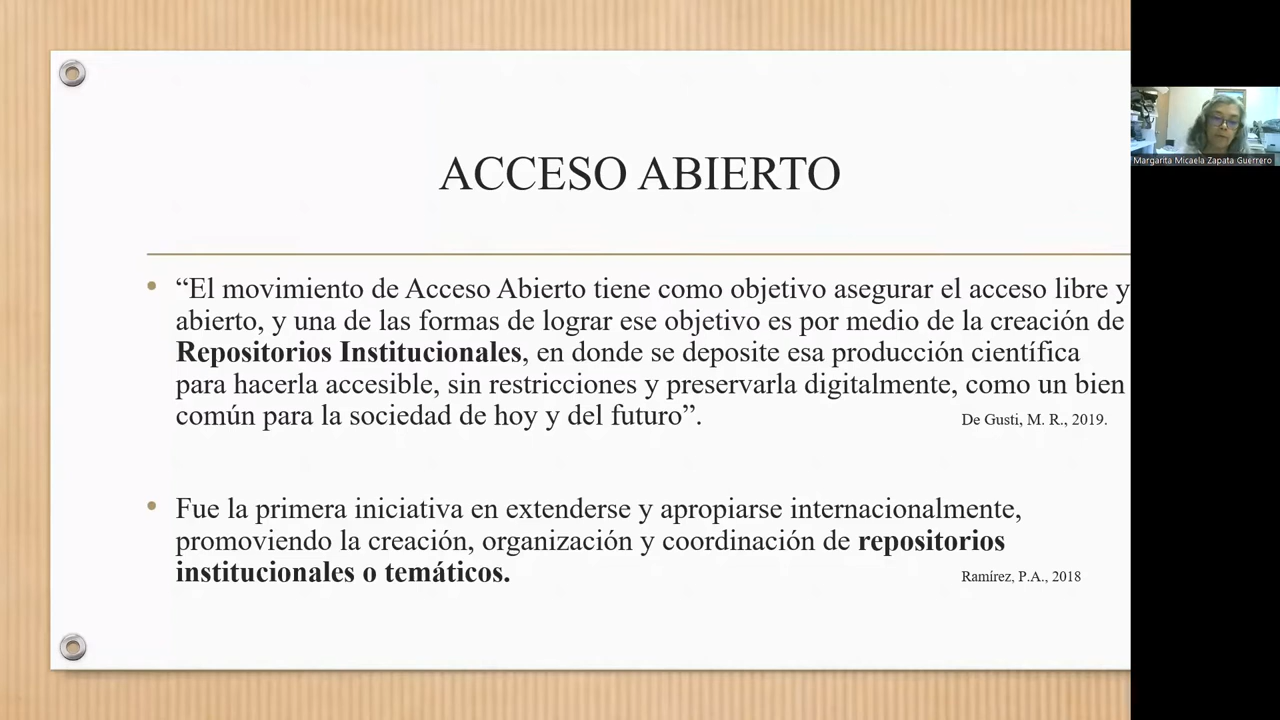 ACCESO ABIERTO
• “El movimiento de Acceso Abierto tiene como objetivo asegurar el acceso libre y
abierto, y una de las formas de lograr ese objetivo es por medio de la creación de
Repositorios Institucionales, en donde se deposite esa producción científica
para hacerla accesible, sin restricciones y preservarla digitalmente, como un bien
común para la sociedad de hoy y del futuro”. De Gusti, M. R., 2019.
• Fue la primera iniciativa en extenderse y apropiarse internacionalmente,
promoviendo la creación, organización y coordinación de repositorios
institucionales o temáticos. Ramírez, P.A., 2018
Margarita Micaela Zapata Guerrero